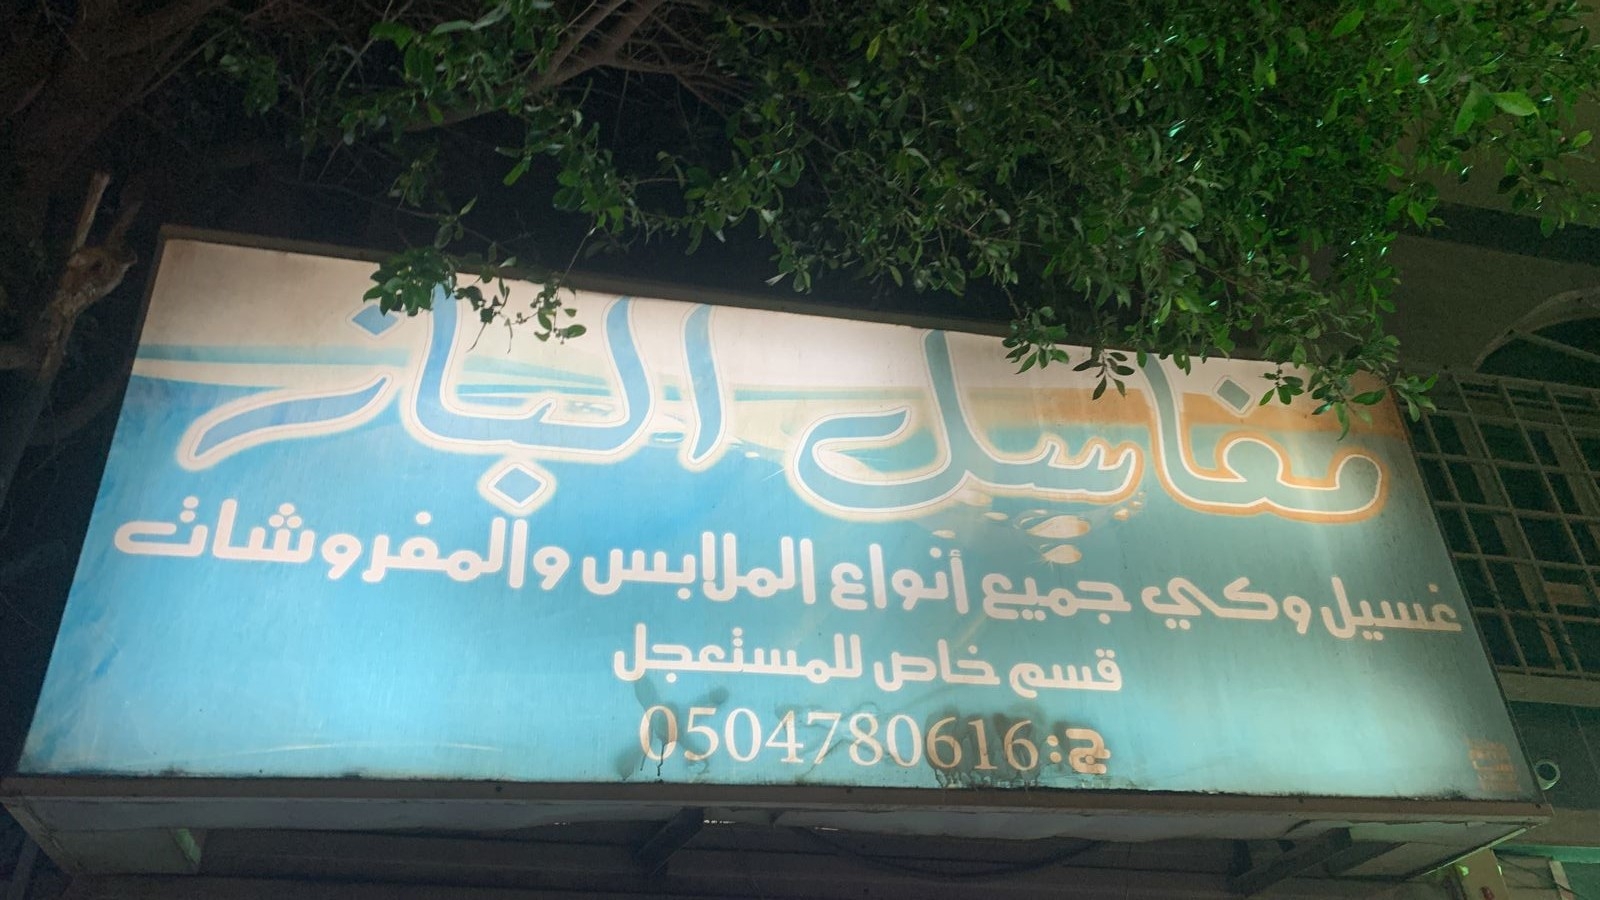 مغاسل الباز
غسيل وكي جميع أنواع الملابس والمفروشات
قسم خاص للمستعجل
ج: 0504780616